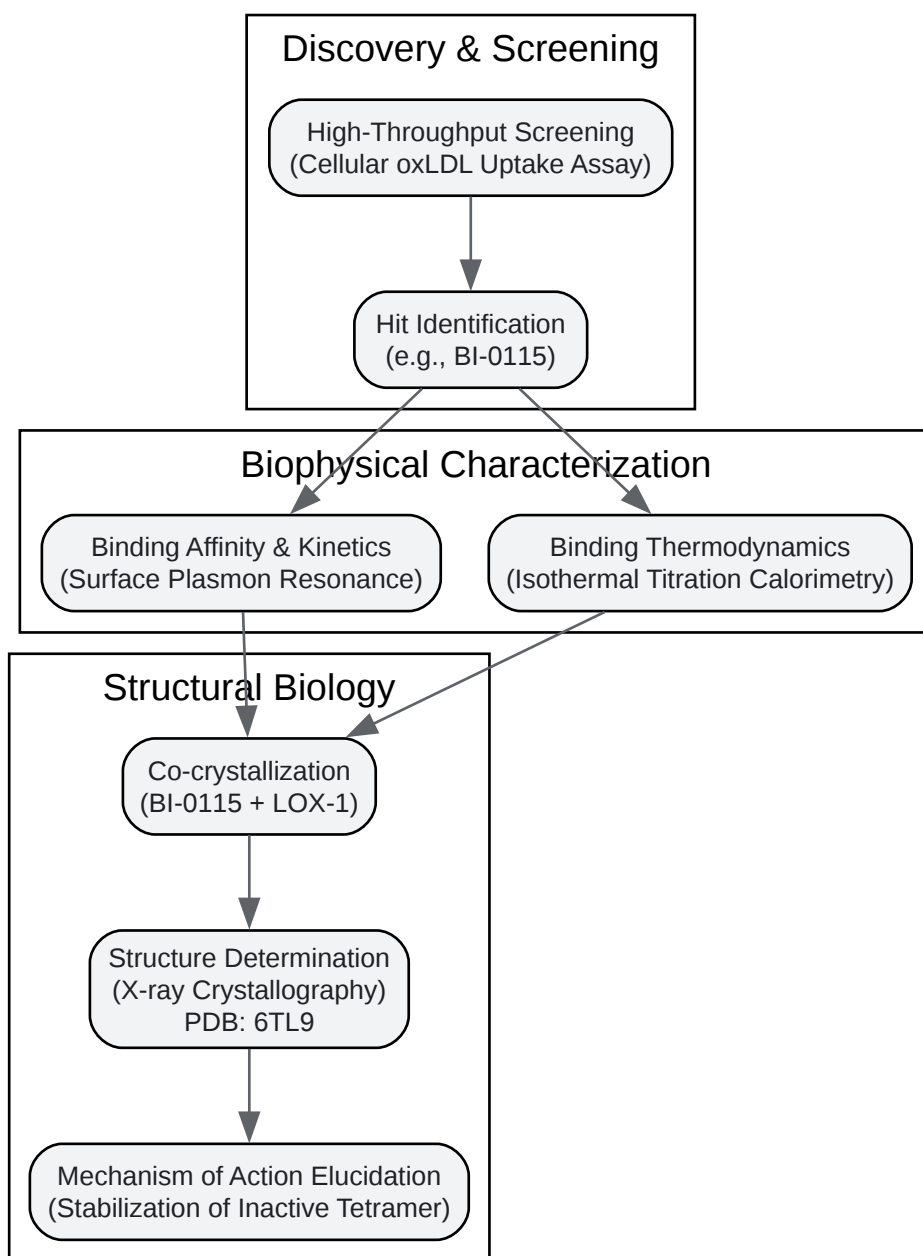 Discovery & Screening
High-Throughput Screening
(Cellular oxLDL Uptake Assay)
Hit Identification
(e.g., BI-0115)
Biophysical Characterization
Binding Affinity & Kinetics
(Surface Plasmon Resonance)
Binding Thermodynamics
(Isothermal Titration Calorimetry)
Structural Biology
Co-crystallization
(BI-0115 + LOX-1)
Structure Determination
(X-ray Crystallography)
PDB: 6TL9
Mechanism of Action Elucidation
(Stabilization of Inactive Tetramer)